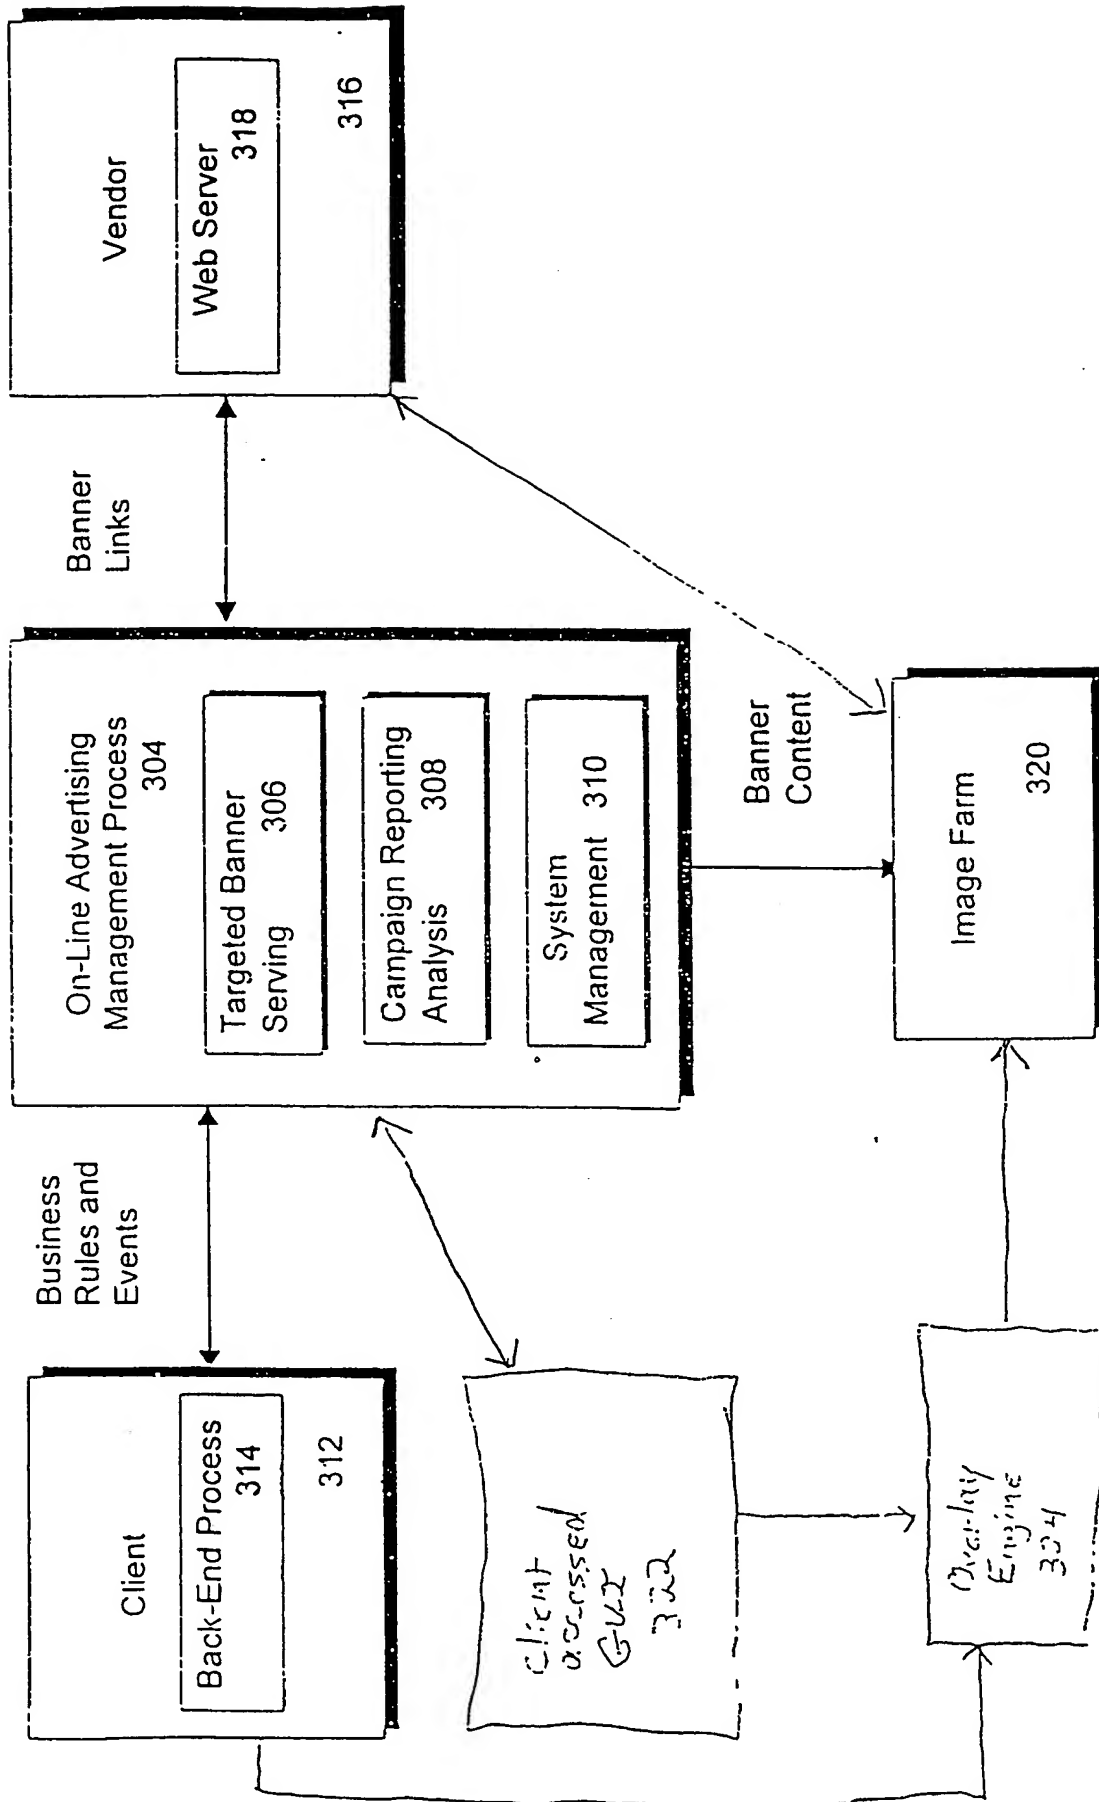 Client
Back-End Process
314
312
Business
Rules and
Events
On-Line Advertising
Management Process
304
Targeted Banner
Serving 306
Campaign Reporting
Analysis 308
System
Management 310
Banner
Links
Vendor
Web Server
318
316
Client
accessed
GUI
322
Banner
Content
Overlay
Engine
324
Image Farm
320